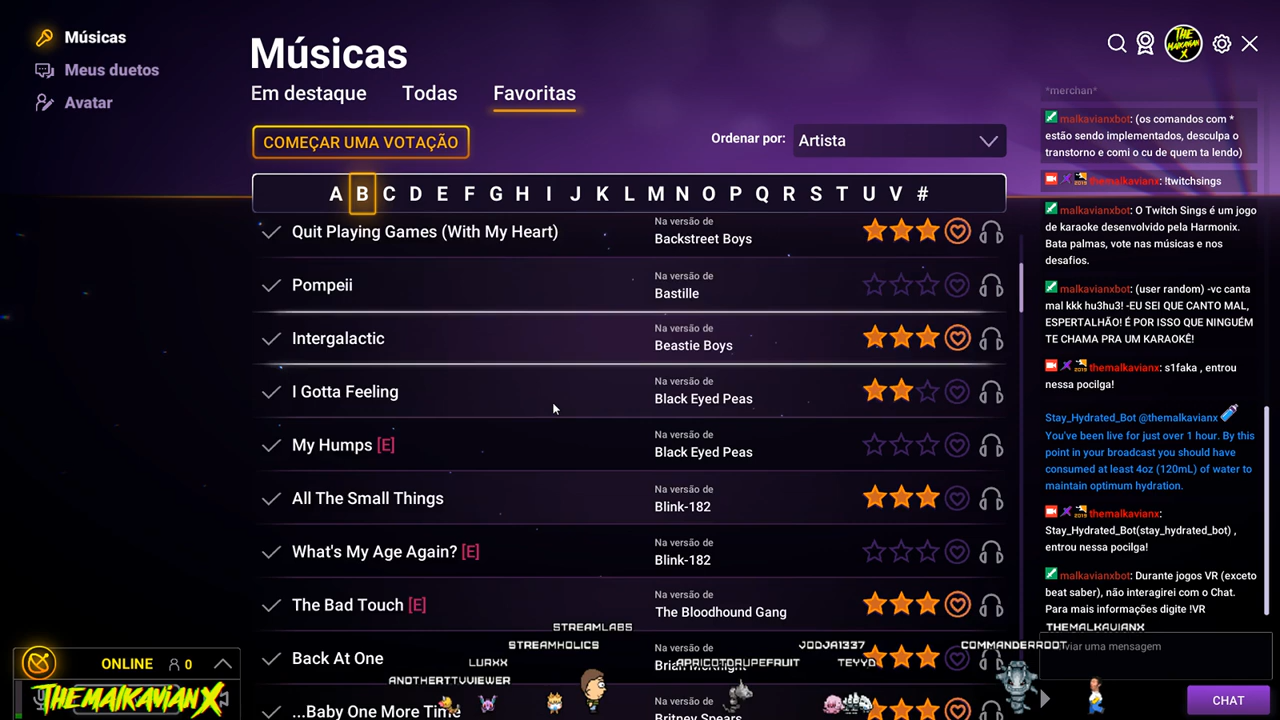 Músicas
Meus duetos
Avatar
Músicas
Em destaque
Todas
Favoritas
COMEÇAR UMA VOTAÇÃO
Ordenar por:
Artista
A B C D E F G H I J K L M N O P Q R S T U V #
Quit Playing Games (With My Heart)
Na versão de
Backstreet Boys
Pompeii
Na versão de
Bastille
Intergalactic
Na versão de
Beastie Boys
I Gotta Feeling
Na versão de
Black Eyed Peas
My Humps [E]
Na versão de
Black Eyed Peas
All The Small Things
Na versão de
Blink-182
What's My Age Again? [E]
Na versão de
Blink-182
The Bad Touch [E]
Na versão de
The Bloodhound Gang
Back At One
...Baby One More Time
Britney Spears
THE MALKAVIAN X
*merchan*
malkavianxbot: (os comandos com *
estão sendo implementados, desculpa o
transtorno e comi o cu de quem ta lendo)
2019 themalkavianx: !twitchsings
malkavianxbot: O Twitch Sings é um jogo
de karaoke desenvolvido pela Harmonix.
Bata palmas, vote nas músicas e nos
desafios.
malkavianxbot: (user random) -vc canta
mal kkk hu3hu3! -EU SEI QUE CANTO MAL,
ESPERTALHÃO! É POR ISSO QUE NINGUÉM
TE CHAMA PRA UM KARAOKÊ!
2019 themalkavianx: s1faka , entrou
nessa pocilga!
Stay_Hydrated_Bot @themalkavianx
You've been live for just over 1 hour. By this
point in your broadcast you should have
consumed at least 4oz (120mL) of water to
maintain optimum hydration.
2019 themalkavianx:
Stay_Hydrated_Bot(stay_hydrated_bot) ,
entrou nessa pocilga!
malkavianxbot: Durante jogos VR (exceto
beat saber), não interagirei com o Chat.
Para mais informações digite !VR
THEMALKAVIANX
uma mensagem
CHAT
STREAMLABS
STREAMHOLICS
JODJA1337
COMMANDERROOT
LURXX
APRICOTDRUPEFRUIT
TEYYD
ANOTHERTTVVIEWER
ONLINE
0
THEMALKAVIANX